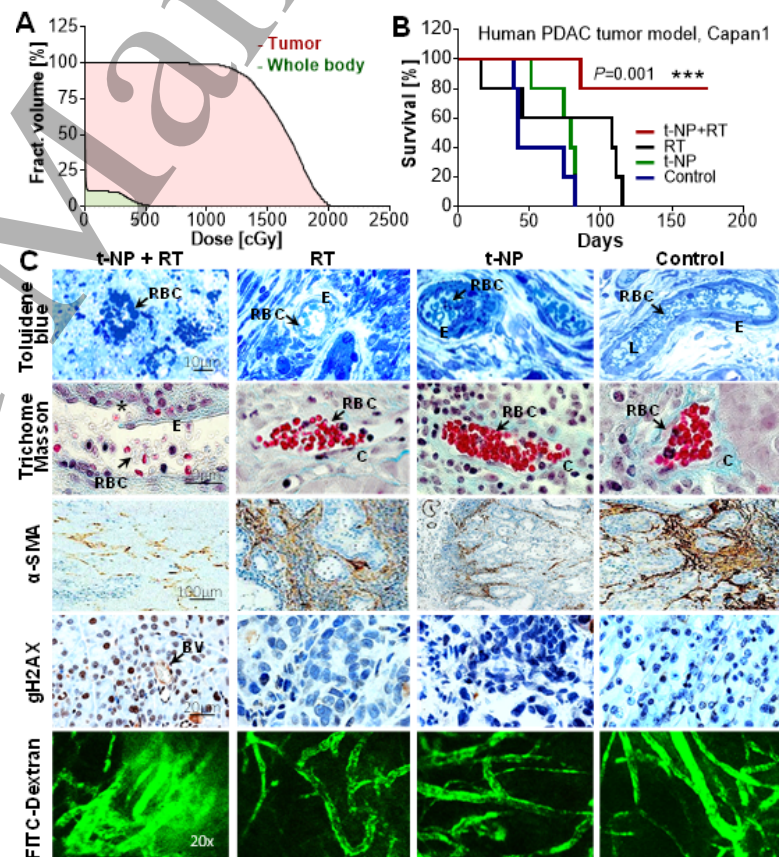 A
125
100
75
50
25
0
Fract. volume [%]
- Tumor
- Whole body
0 500 1000 1500 2000 2500
Dose [cGy]
B
120
100
80
60
40
20
0
Survival [%]
Human PDAC tumor model, Capan1
P=0.001 ***
t-NP+RT
RT
t-NP
Control
0 50 100 150 200
Days
C
t-NP + RT RT t-NP Control
Toluidene
blue
RBC
10µm
E
RBC
RBC
E
RBC
E
L
Trichome
Masson
*
E
RBC
RBC
C
RBC
C
RBC
C
α-SMA
100µm
gH2AX
BV
20µm
FITC-Dextran
20x